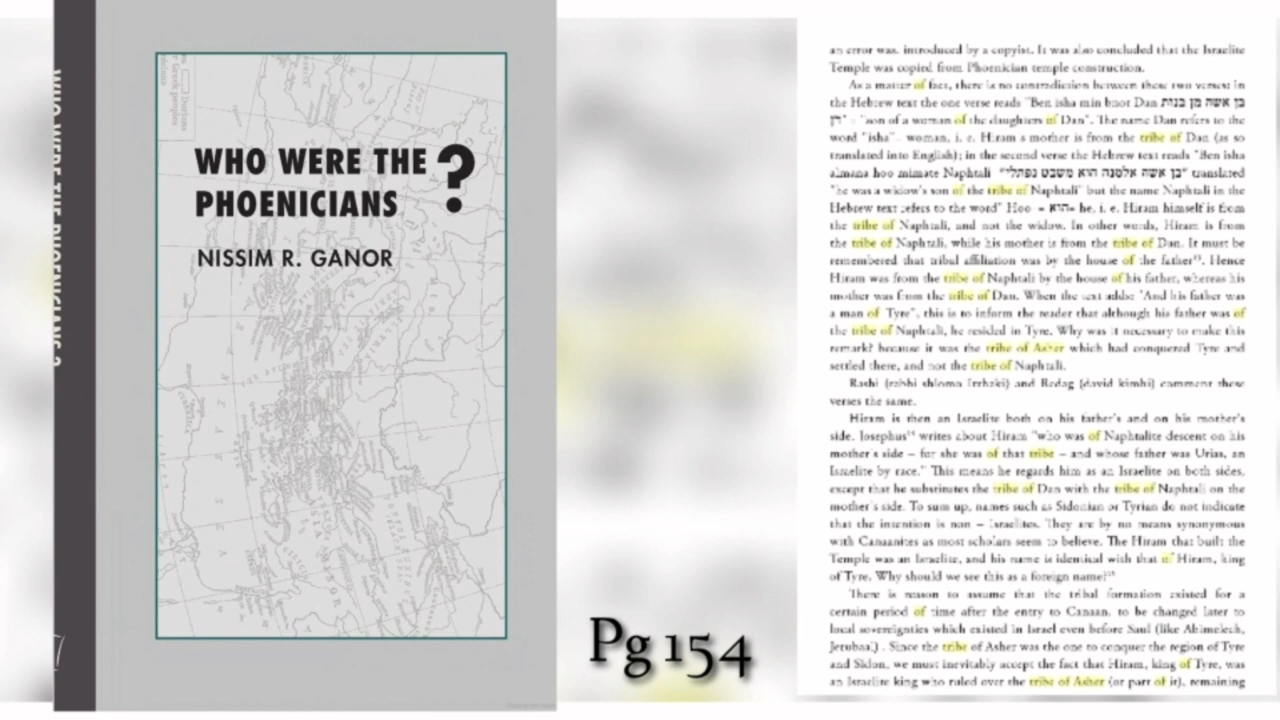 WHO WERE THE PHOENICIANS ?
WHO WERE THE ?
PHOENICIANS
NISSIM R. GANOR
Pg 154
an error was. introduced by a copyist. It was also concluded that the Israelite
Temple was copied from Phoenician temple construction.
As a matter of fact, there is no contradiction between these two verses: in
the Hebrew text the one verse reads "Ben isha min bnot Dan בן אשה מן בנות
דן" - "son of a woman of the daughters of Dan". The name Dan refers to the
word "isha"- woman, i. e. Hiram s mother is from the tribe of Dan (as so
translated into English); in the second verse the Hebrew text reads "Ben isha
almana hoo mimate Naphtali "בן אשה אלמנה הוא משבט נפתלי" translated
"he was a widow's son of the tribe of Naphtali" but the name Naphtali in the
Hebrew text refers to the word" Hoo - »הוא« he, i. e. Hiram himself is from
the tribe of Naphtali, and not the widow. In other words, Hiram is from
the tribe of Naphtali, while his mother is from the tribe of Dan. It must be
remembered that tribal affiliation was by the house of the father¹³. Hence
Hiram was from the tribe of Naphtali by the house of his father, whereas his
mother was from the tribe of Dan. When the text adds: "And his father was
a man of Tyre", this is to inform the reader that although his father was of
the tribe of Naphtali, he resided in Tyre. Why was it necessary to make this
remark? because it was the tribe of Asher which had conquered Tyre and
settled there, and not the tribe of Naphtali.
Rashi (rabbi shlomo Irzhaki) and Redag (david kimhi) comment these
verses the same.
Hiram is then an Israelite both on his father's and on his mother's
side. Josephus¹⁴ writes about Hiram "who was of Naphtalite descent on his
mother's side – for she was of that tribe – and whose father was Urias, an
Israelite by race." This means he regards him as an Israelite on both sides,
except that he substitutes the tribe of Dan with the tribe of Naphtali on the
mother's side. To sum up, names such as Sidonian or Tyrian do not indicate
that the intention is non – Israelites. They are by no means synonymous
with Canaanites as most scholars seem to believe. The Hiram that built the
Temple was an Israelite, and his name is identical with that of Hiram, king
of Tyre. Why should we see this as a foreign name?¹⁵
There is reason to assume that the tribal formation existed for a
certain period of time after the entry to Canaan, to be changed later to
local sovereignties which existed in Israel even before Saul (like Abimelech,
Jerubaal) . Since the tribe of Asher was the one to conquer the region of Tyre
and Sidon, we must inevitably accept the fact that Hiram, king of Tyre, was
an Israelite king who ruled over the tribe of Asher (or part of it), remaining